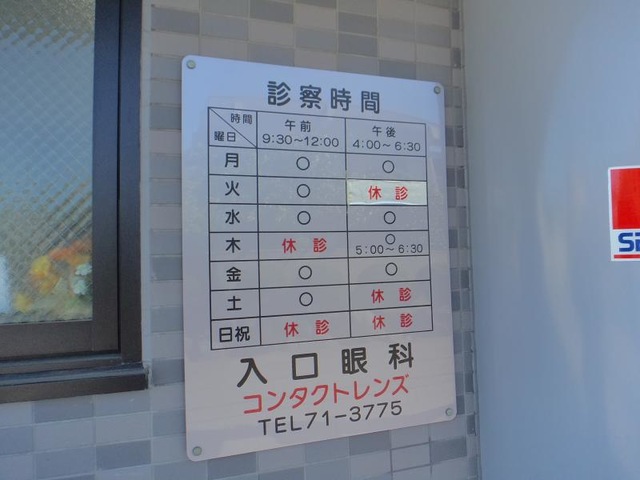 診察時間
時間 午前 午後
曜日 9:30〜12:00 4:00〜6:30
月 ○ ○
火 ○ 休診
水 ○ ○
木 休診 ○
5:00〜6:30
金 ○ ○
土 ○ 休診
日祝 休診 休診
入口眼科
コンタクトレンズ
TEL71-3775